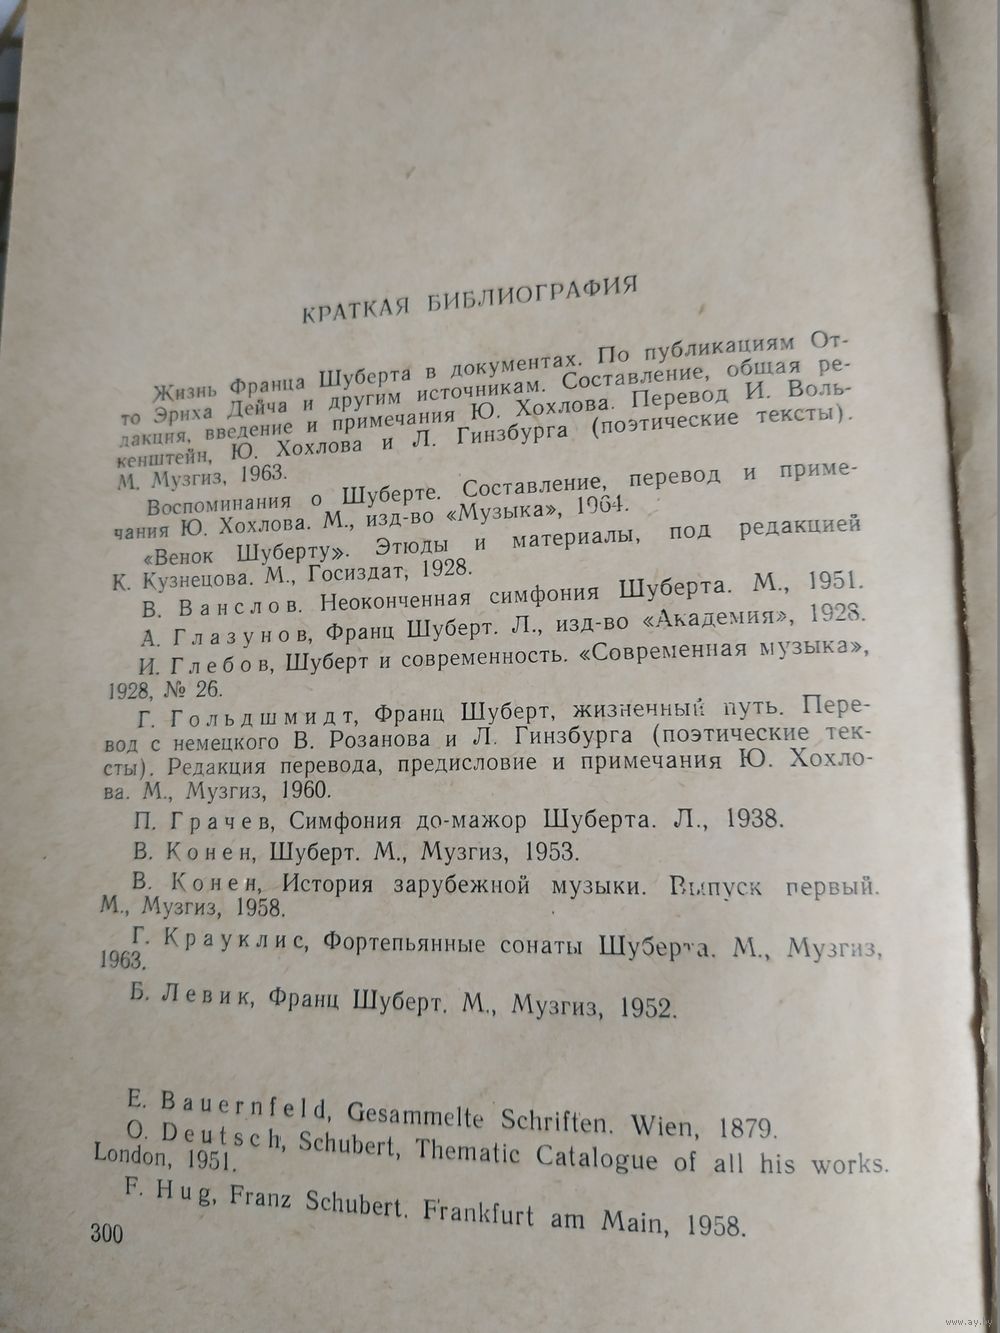 КРАТКАЯ БИБЛИОГРАФИЯ
Жизнь Франца Шуберта в документах. По публикациям От-
то Эриха Дейча и другим источникам. Составление, общая ре-
дакция, введение и примечания Ю. Хохлова. Перевод И. Воль-
кенштейн, Ю. Хохлова и Л. Гинзбурга (поэтические тексты).
М. Музгиз, 1963.
Воспоминания о Шуберте. Составление, перевод и приме-
чания Ю. Хохлова. М., изд-во «Музыка», 1964.
«Венок Шуберту». Этюды и материалы, под редакцией
К. Кузнецова. М., Госиздат, 1928.
В. Ванслов. Неоконченная симфония Шуберта. М., 1951.
А. Глазунов, Франц Шуберт. Л., изд-во «Академия», 1928.
И. Глебов, Шуберт и современность. «Современная музыка»,
1928, № 26.
Г. Гольдшмидт, Франц Шуберт, жизненный путь. Пере-
вод с немецкого В. Розанова и Л. Гинзбурга (поэтические тек-
сты). Редакция перевода, предисловие и примечания Ю. Хохло-
ва. М., Музгиз, 1960.
П. Грачев, Симфония до-мажор Шуберта. Л., 1938.
В. Конен, Шуберт. М., Музгиз, 1953.
В. Конен, История зарубежной музыки. Выпуск первый.
М., Музгиз, 1958.
Г. Крауклис, Фортепьянные сонаты Шуберта. М., Музгиз,
1963.
Б. Левик, Франц Шуберт. М., Музгиз, 1952.
E. Bauernfeld, Gesammelte Schriften. Wien, 1879.
O. Deutsch, Schubert, Thematic Catalogue of all his works.
London, 1951.
F. Hug, Franz Schubert. Frankfurt am Main, 1958.
300
www.ay.by